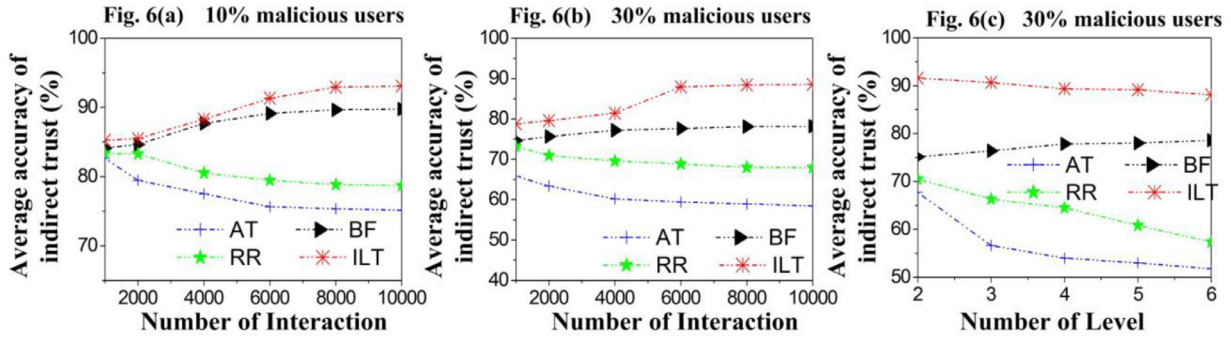 Fig. 6(a) 10% malicious users
Average accuracy of
indirect trust (%)
100
90
80
70
AT
BF
RR
ILT
2000 4000 6000 8000 10000
Number of Interaction
Fig. 6(b) 30% malicious users
Average accuracy of
indirect trust (%)
100
90
80
70
60
50
40
AT
BF
RR
ILT
2000 4000 6000 8000 10000
Number of Interaction
Fig. 6(c) 30% malicious users
Average accuracy of
indirect trust (%)
100
90
80
70
60
50
AT
BF
RR
ILT
2 3 4 5 6
Number of Level